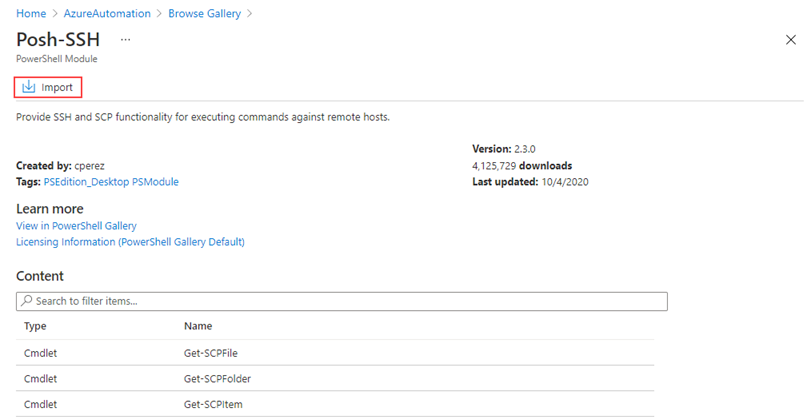 Home > AzureAutomation > Browse Gallery >
Posh-SSH ...
PowerShell Module
Import
Provide SSH and SCP functionality for executing commands against remote hosts.
Version: 2.3.0
Created by: cperez
4,125,729 downloads
Tags: PSEdition_Desktop PSModule
Last updated: 10/4/2020
Learn more
View in PowerShell Gallery
Licensing Information (PowerShell Gallery Default)
Content
Search to filter items...
Type Name
Cmdlet Get-SCPFile
Cmdlet Get-SCPFolder
Cmdlet Get-SCPItem